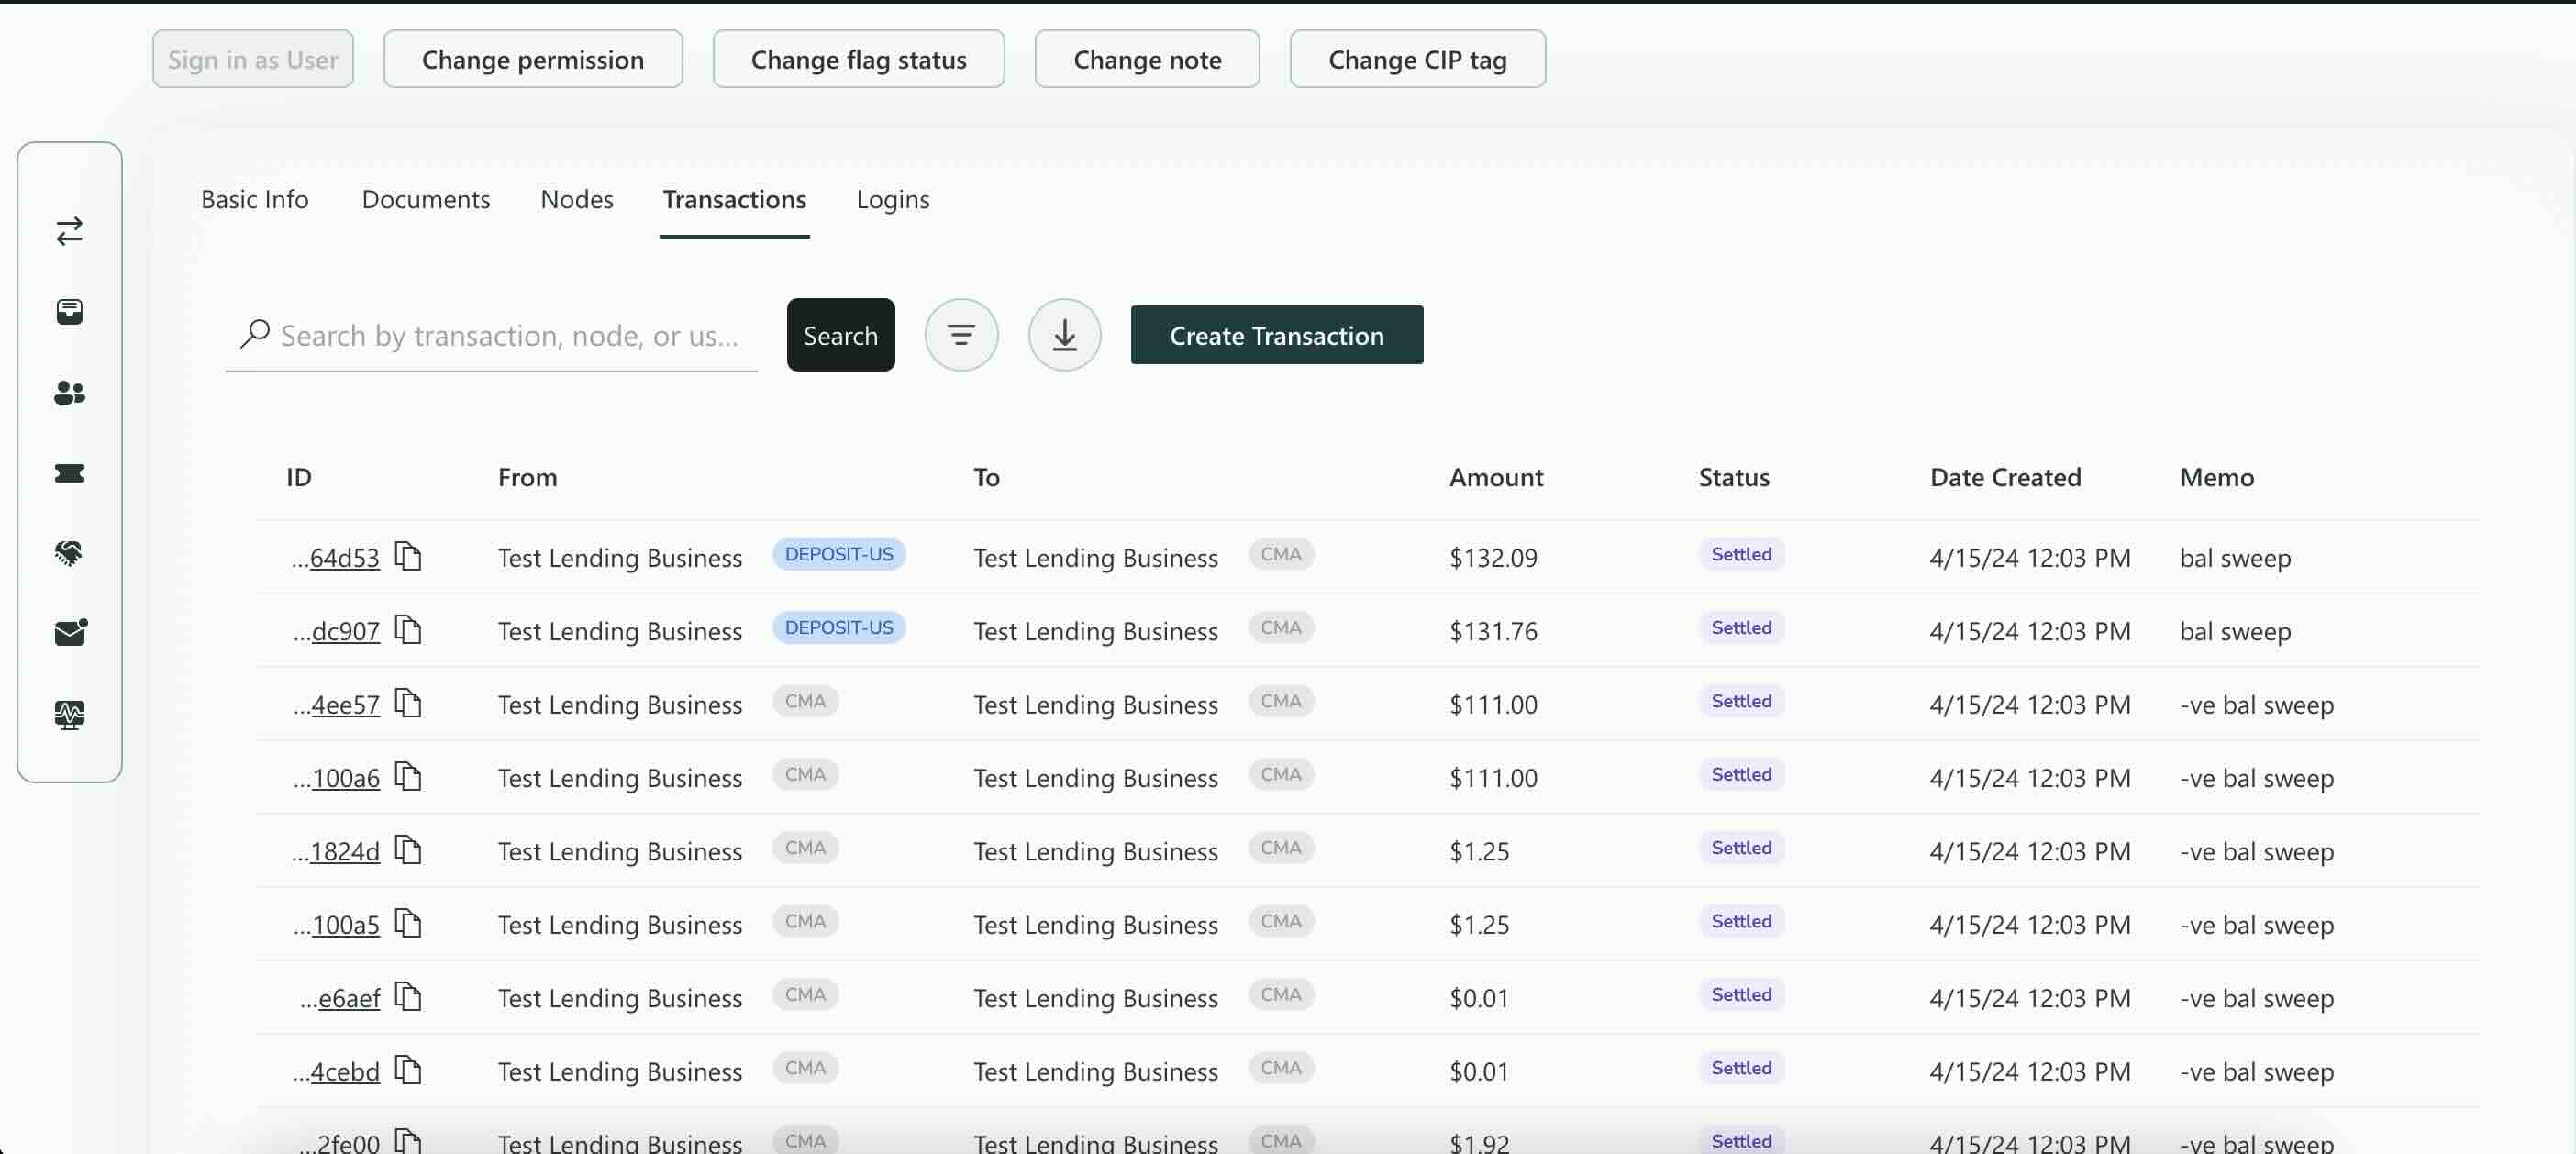 Sign in as User Change permission Change flag status Change note Change CIP tag
Basic Info Documents Nodes Transactions Logins
Search by transaction, node, or us... Search Create Transaction
ID From To Amount Status Date Created Memo
...64d53 Test Lending Business DEPOSIT-US Test Lending Business CMA $132.09 Settled 4/15/24 12:03 PM bal sweep
...dc907 Test Lending Business DEPOSIT-US Test Lending Business CMA $131.76 Settled 4/15/24 12:03 PM bal sweep
...4ee57 Test Lending Business CMA Test Lending Business CMA $111.00 Settled 4/15/24 12:03 PM -ve bal sweep
...100a6 Test Lending Business CMA Test Lending Business CMA $111.00 Settled 4/15/24 12:03 PM -ve bal sweep
...1824d Test Lending Business CMA Test Lending Business CMA $1.25 Settled 4/15/24 12:03 PM -ve bal sweep
...100a5 Test Lending Business CMA Test Lending Business CMA $1.25 Settled 4/15/24 12:03 PM -ve bal sweep
...e6aef Test Lending Business CMA Test Lending Business CMA $0.01 Settled 4/15/24 12:03 PM -ve bal sweep
...4cebd Test Lending Business CMA Test Lending Business CMA $0.01 Settled 4/15/24 12:03 PM -ve bal sweep
...2fe00 Test Lending Business CMA Test Lending Business CMA $1.92 Settled 4/15/24 12:03 PM -ve bal sweep